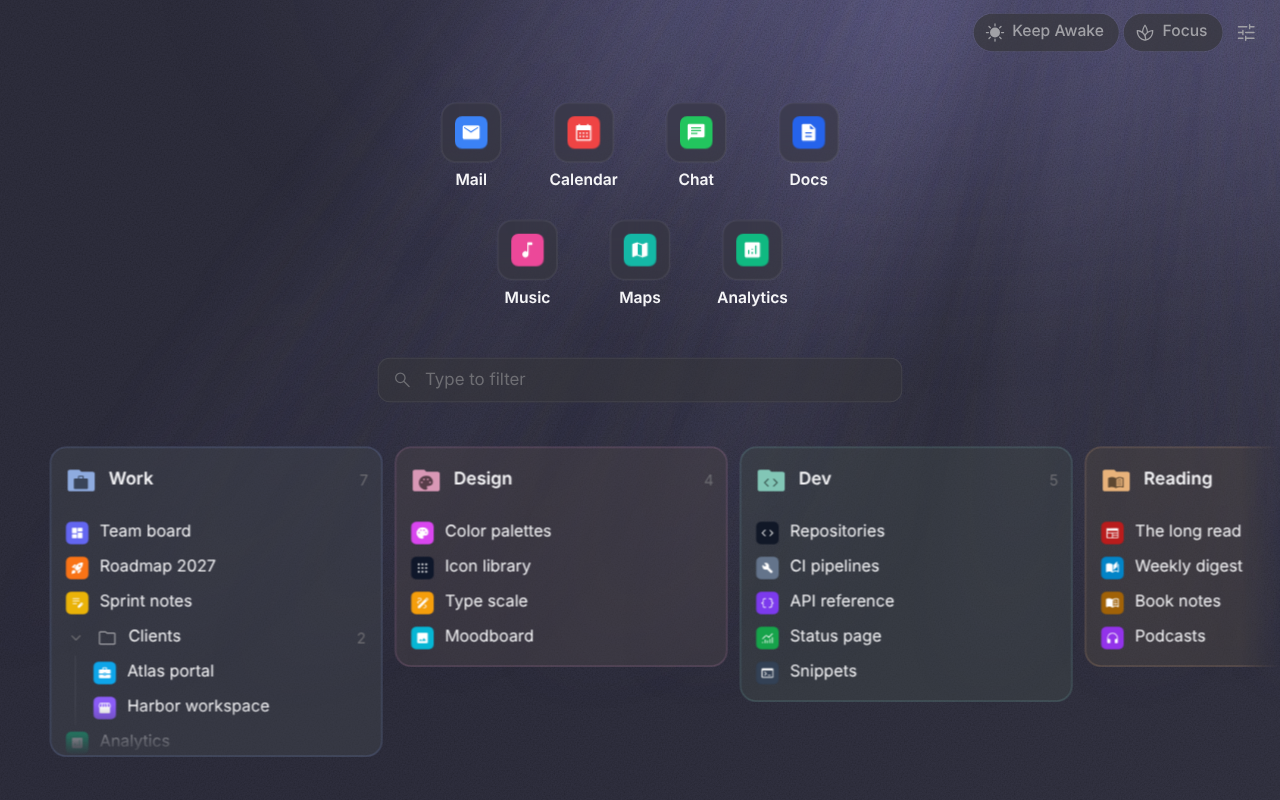 Keep Awake
Focus
Mail
Calendar
Chat
Docs
Music
Maps
Analytics
Type to filter
Work
7
Team board
Roadmap 2027
Sprint notes
Clients
2
Atlas portal
Harbor workspace
Analytics
Design
4
Color palettes
Icon library
Type scale
Moodboard
Dev
5
Repositories
CI pipelines
API reference
Status page
Snippets
Reading
The long read
Weekly digest
Book notes
Podcasts